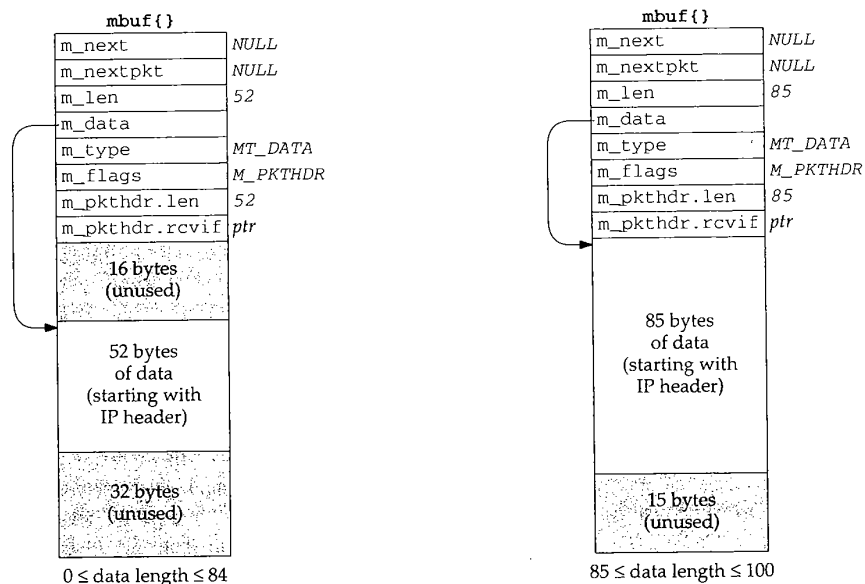 mbuf{}
m_next NULL
m_nextpkt NULL
m_len 52
m_data
m_type MT_DATA
m_flags M_PKTHDR
m_pkthdr.len 52
m_pkthdr.rcvif ptr
16 bytes
(unused)
52 bytes
of data
(starting with
IP header)
32 bytes
(unused)
0 ≤ data length ≤ 84
mbuf{}
m_next NULL
m_nextpkt NULL
m_len 85
m_data
m_type MT_DATA
m_flags M_PKTHDR
m_pkthdr.len 85
m_pkthdr.rcvif ptr
85 bytes
of data
(starting with
IP header)
15 bytes
(unused)
85 ≤ data length ≤ 100